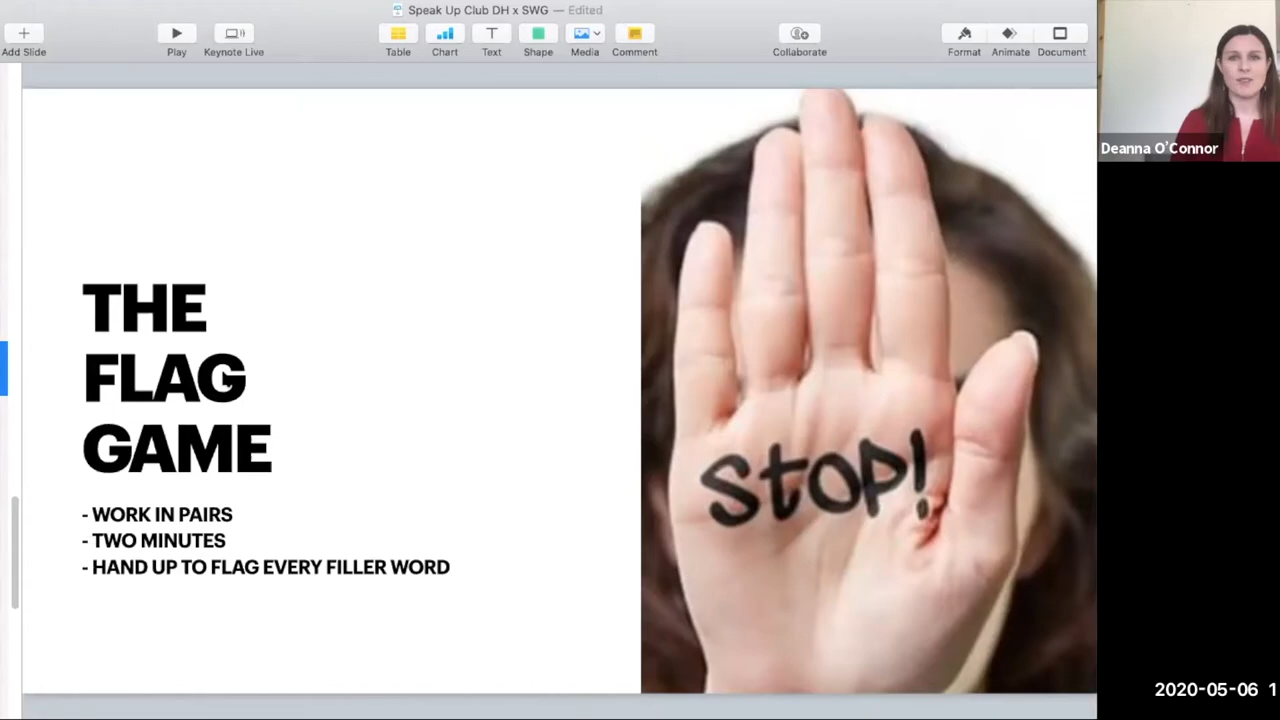 Speak Up Club DH x SWG — Edited
Add Slide
Play
Keynote Live
Table
Chart
Text
Shape
Media
Comment
Collaborate
Format
Animate
Document
THE
FLAG
GAME
- WORK IN PAIRS
- TWO MINUTES
- HAND UP TO FLAG EVERY FILLER WORD
STOP!
Deanna O'Connor
2020-05-06 1